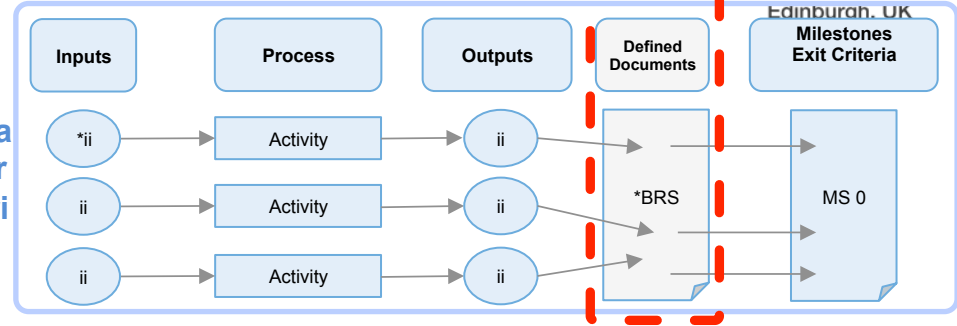 Edinburgh, UK
Inputs
Process
Outputs
Defined
Documents
Milestones
Exit Criteria
*ii
Activity
ii
ii
Activity
ii
*BRS
MS 0
ii
Activity
ii